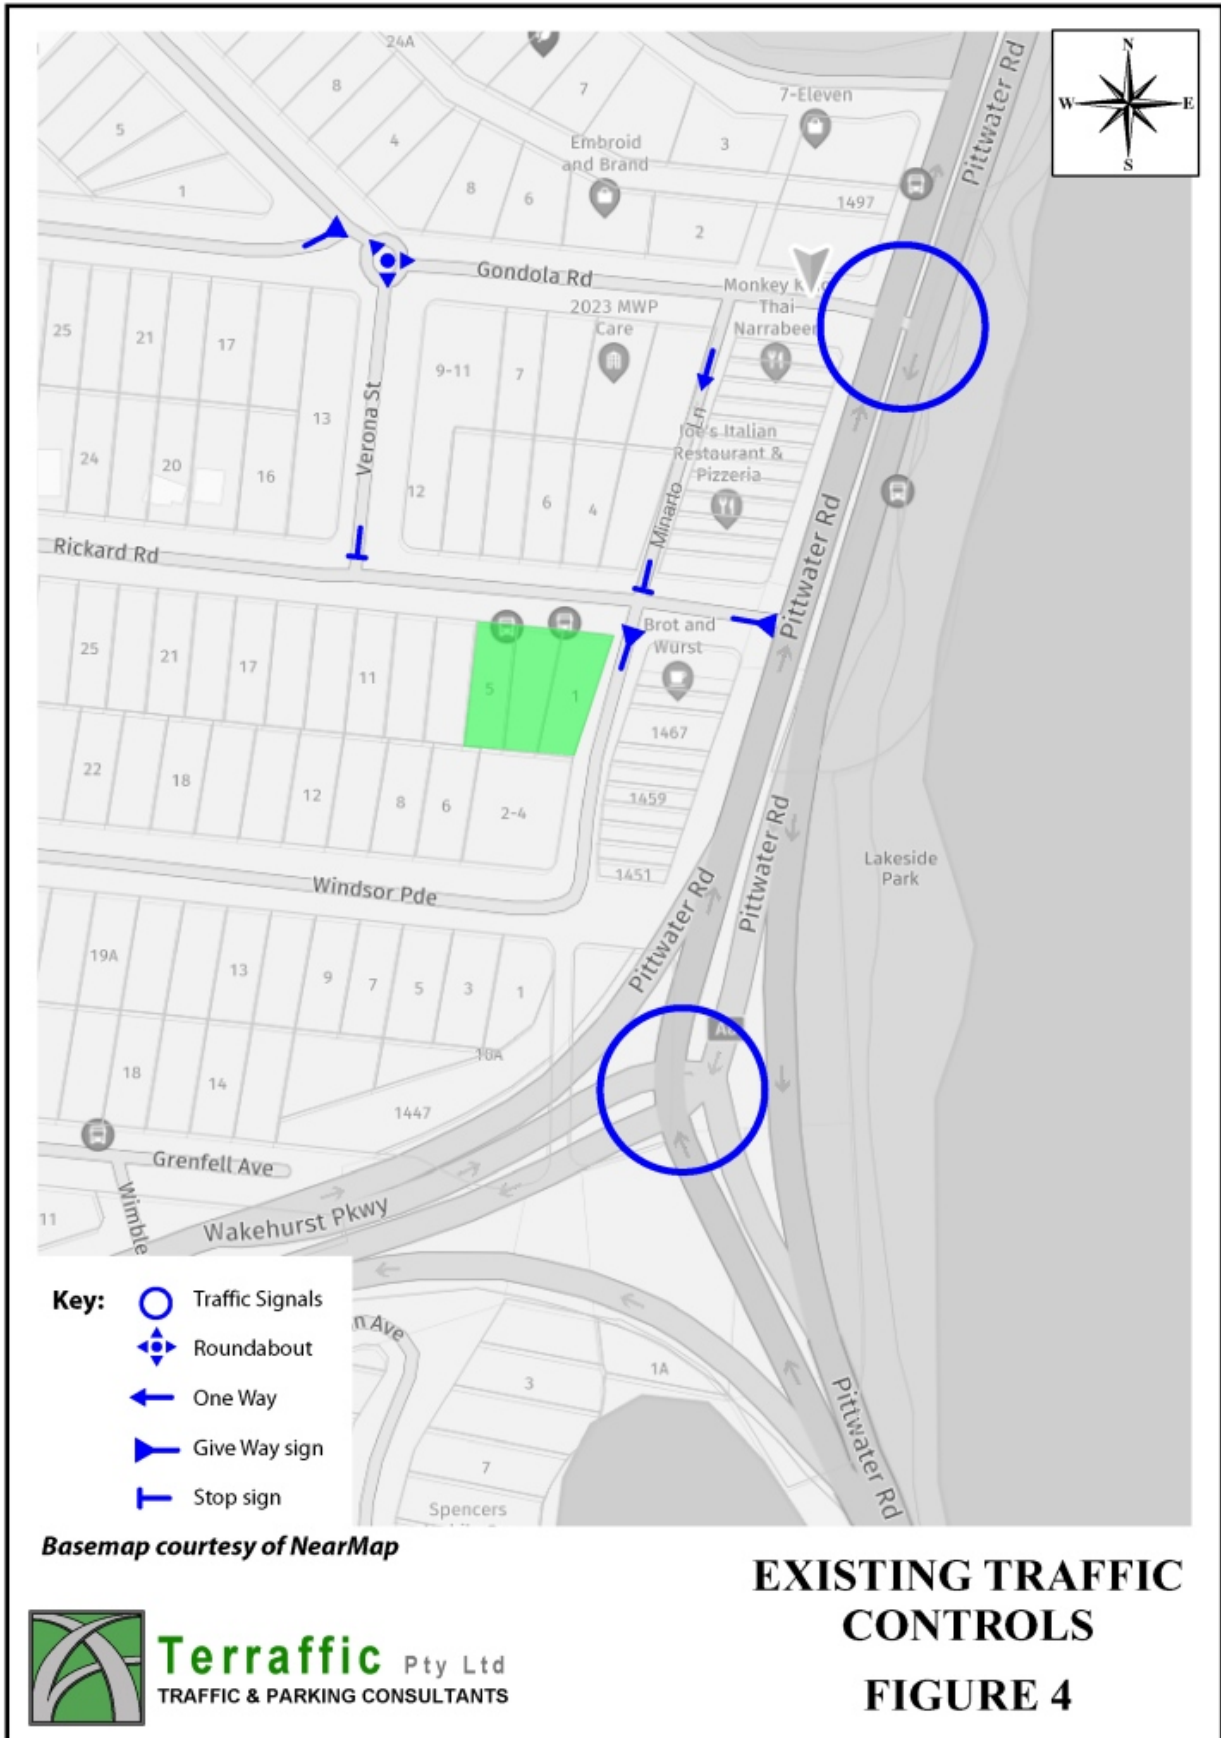 N
W
E
S
Pittwater Rd
24A
8
7
7-Eleven
5
4
Embroid
and Brand
3
1
8
6
1497
2
Gondola Rd
Monkey
Thai
Narrabeen
2023 MWP
Care
25
21
17
9-11
7
13
Verona St
Ln
Joe's Italian
Restaurant &
Pizzeria
24
20
16
12
6
4
Minarto
Pittwater Rd
Rickard Rd
Brot and
Wurst
25
21
17
11
5
1
1467
22
18
12
8
6
2-4
1459
Pittwater Rd
Lakeside
Park
1451
Windsor Pde
Pittwater Rd
19A
13
9
7
5
3
1
10A
18
14
1447
Grenfell Ave
Wimble
11
Wakehurst Pkwy
Key:
Traffic Signals
Roundabout
One Way
Give Way sign
Stop sign
n Ave
3
1A
7
Pittwater Rd
Spencers
Basemap courtesy of NearMap
EXISTING TRAFFIC
CONTROLS
FIGURE 4
Terraffic Pty Ltd
TRAFFIC & PARKING CONSULTANTS